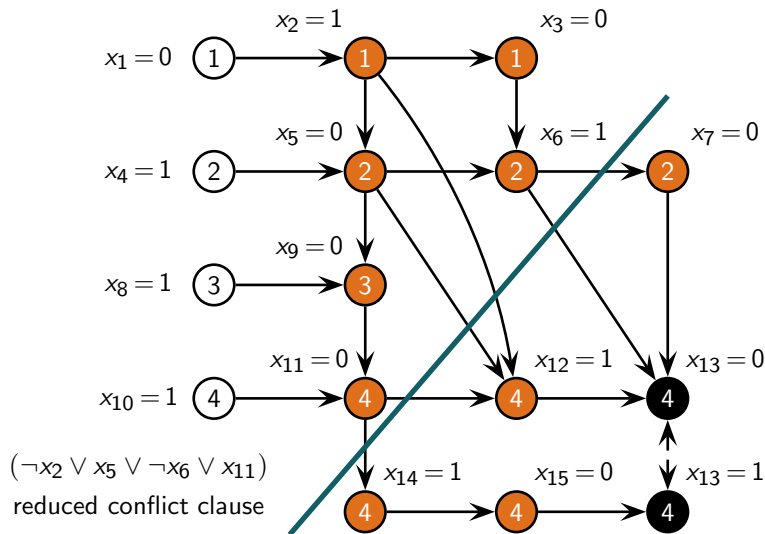 x₂ = 1
x₃ = 0
x₁ = 0
1
1
1
x₅ = 0
x₆ = 1
x₇ = 0
x₄ = 1
2
2
2
2
x₉ = 0
x₈ = 1
3
3
x₁₁ = 0
x₁₂ = 1
x₁₃ = 0
x₁₀ = 1
4
4
4
4
(¬x₂ ∨ x₅ ∨ ¬x₆ ∨ x₁₁)
x₁₄ = 1
x₁₅ = 0
x₁₃ = 1
reduced conflict clause
4
4
4